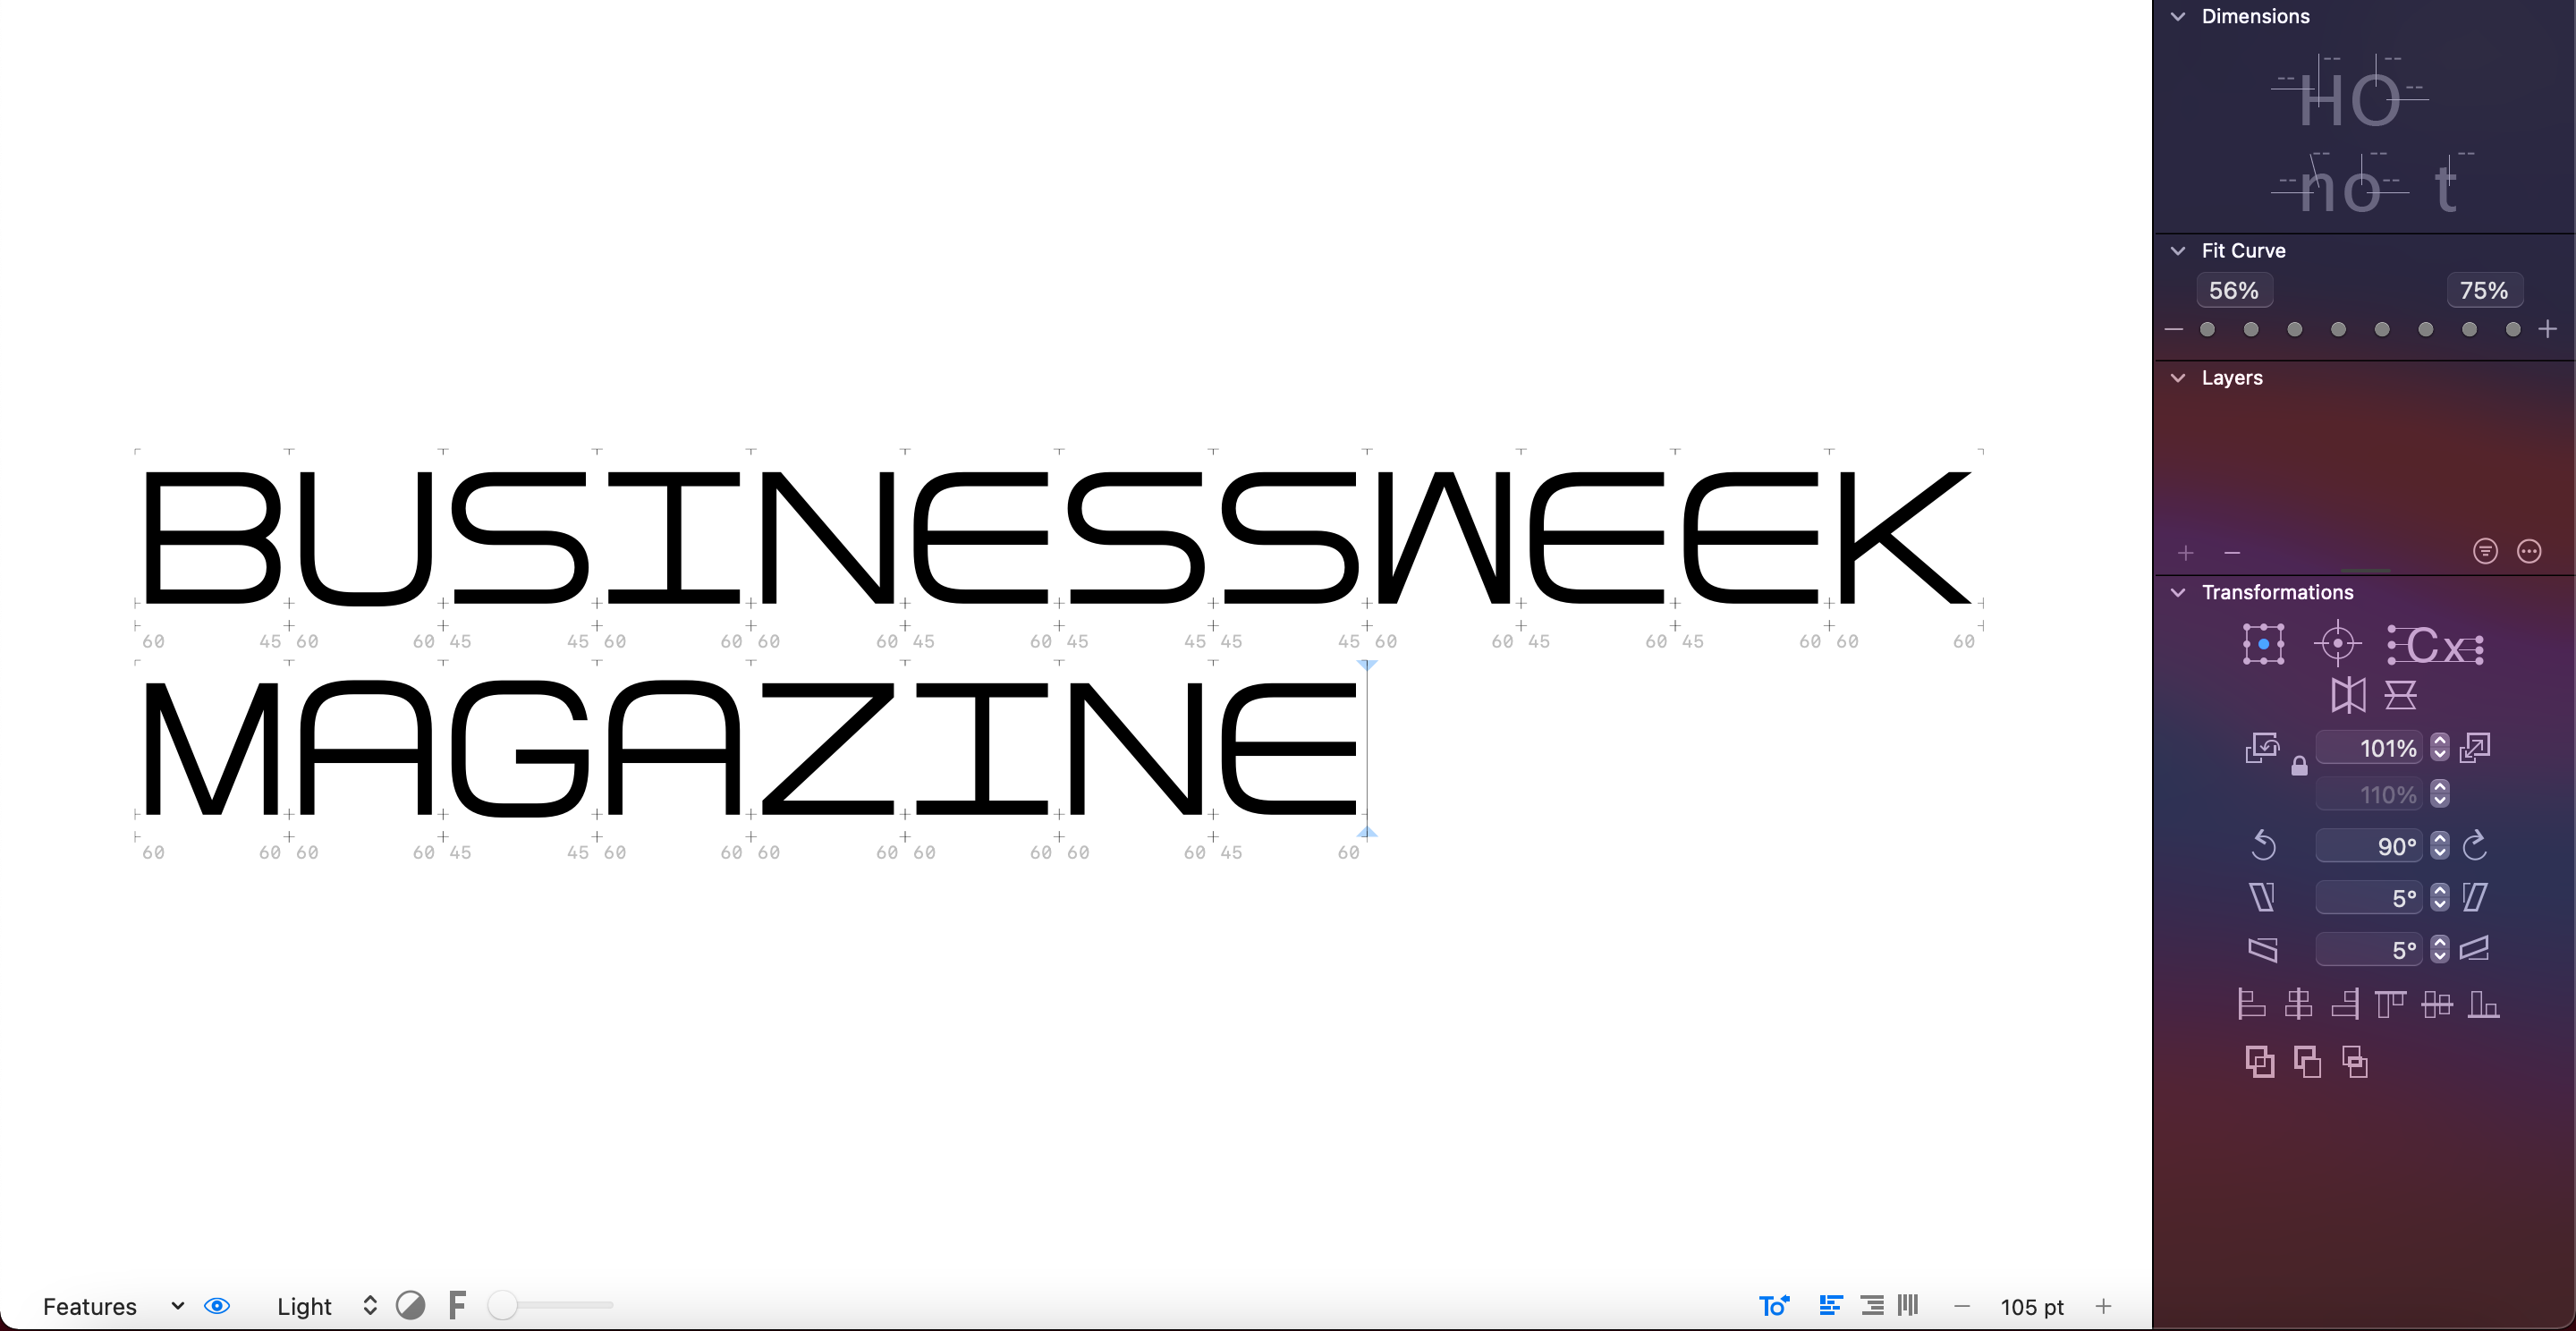 Dimensions
-- --
-- HO --
-- -- --
-- no -- t
Fit Curve
56% 75%
Layers
BUSINESSWEEK
60 45 60 60 45 45 60 60 60 60 45 60 45 45 45 45 60 60 45 60 45 60 60 60
Transformations
Cx
MAGAZINE
101%
110%
60 60 60 60 45 45 60 60 60 60 60 60 60 60 45 60
90°
5°
5°
Features Light F To 105 pt